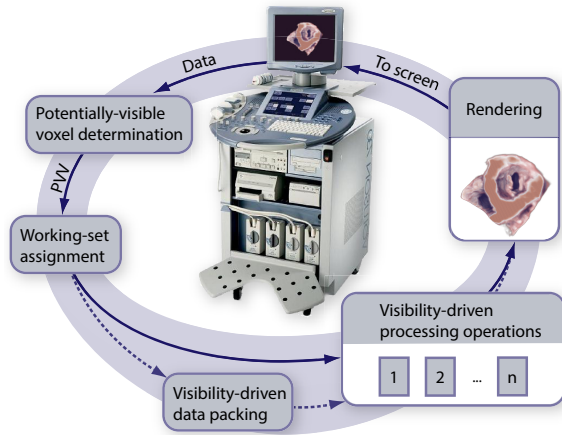 Data
To screen
Potentially-visible
voxel determination
Rendering
PVV
Working-set
assignment
Visibility-driven
processing operations
1 2 ... n
Visibility-driven
data packing